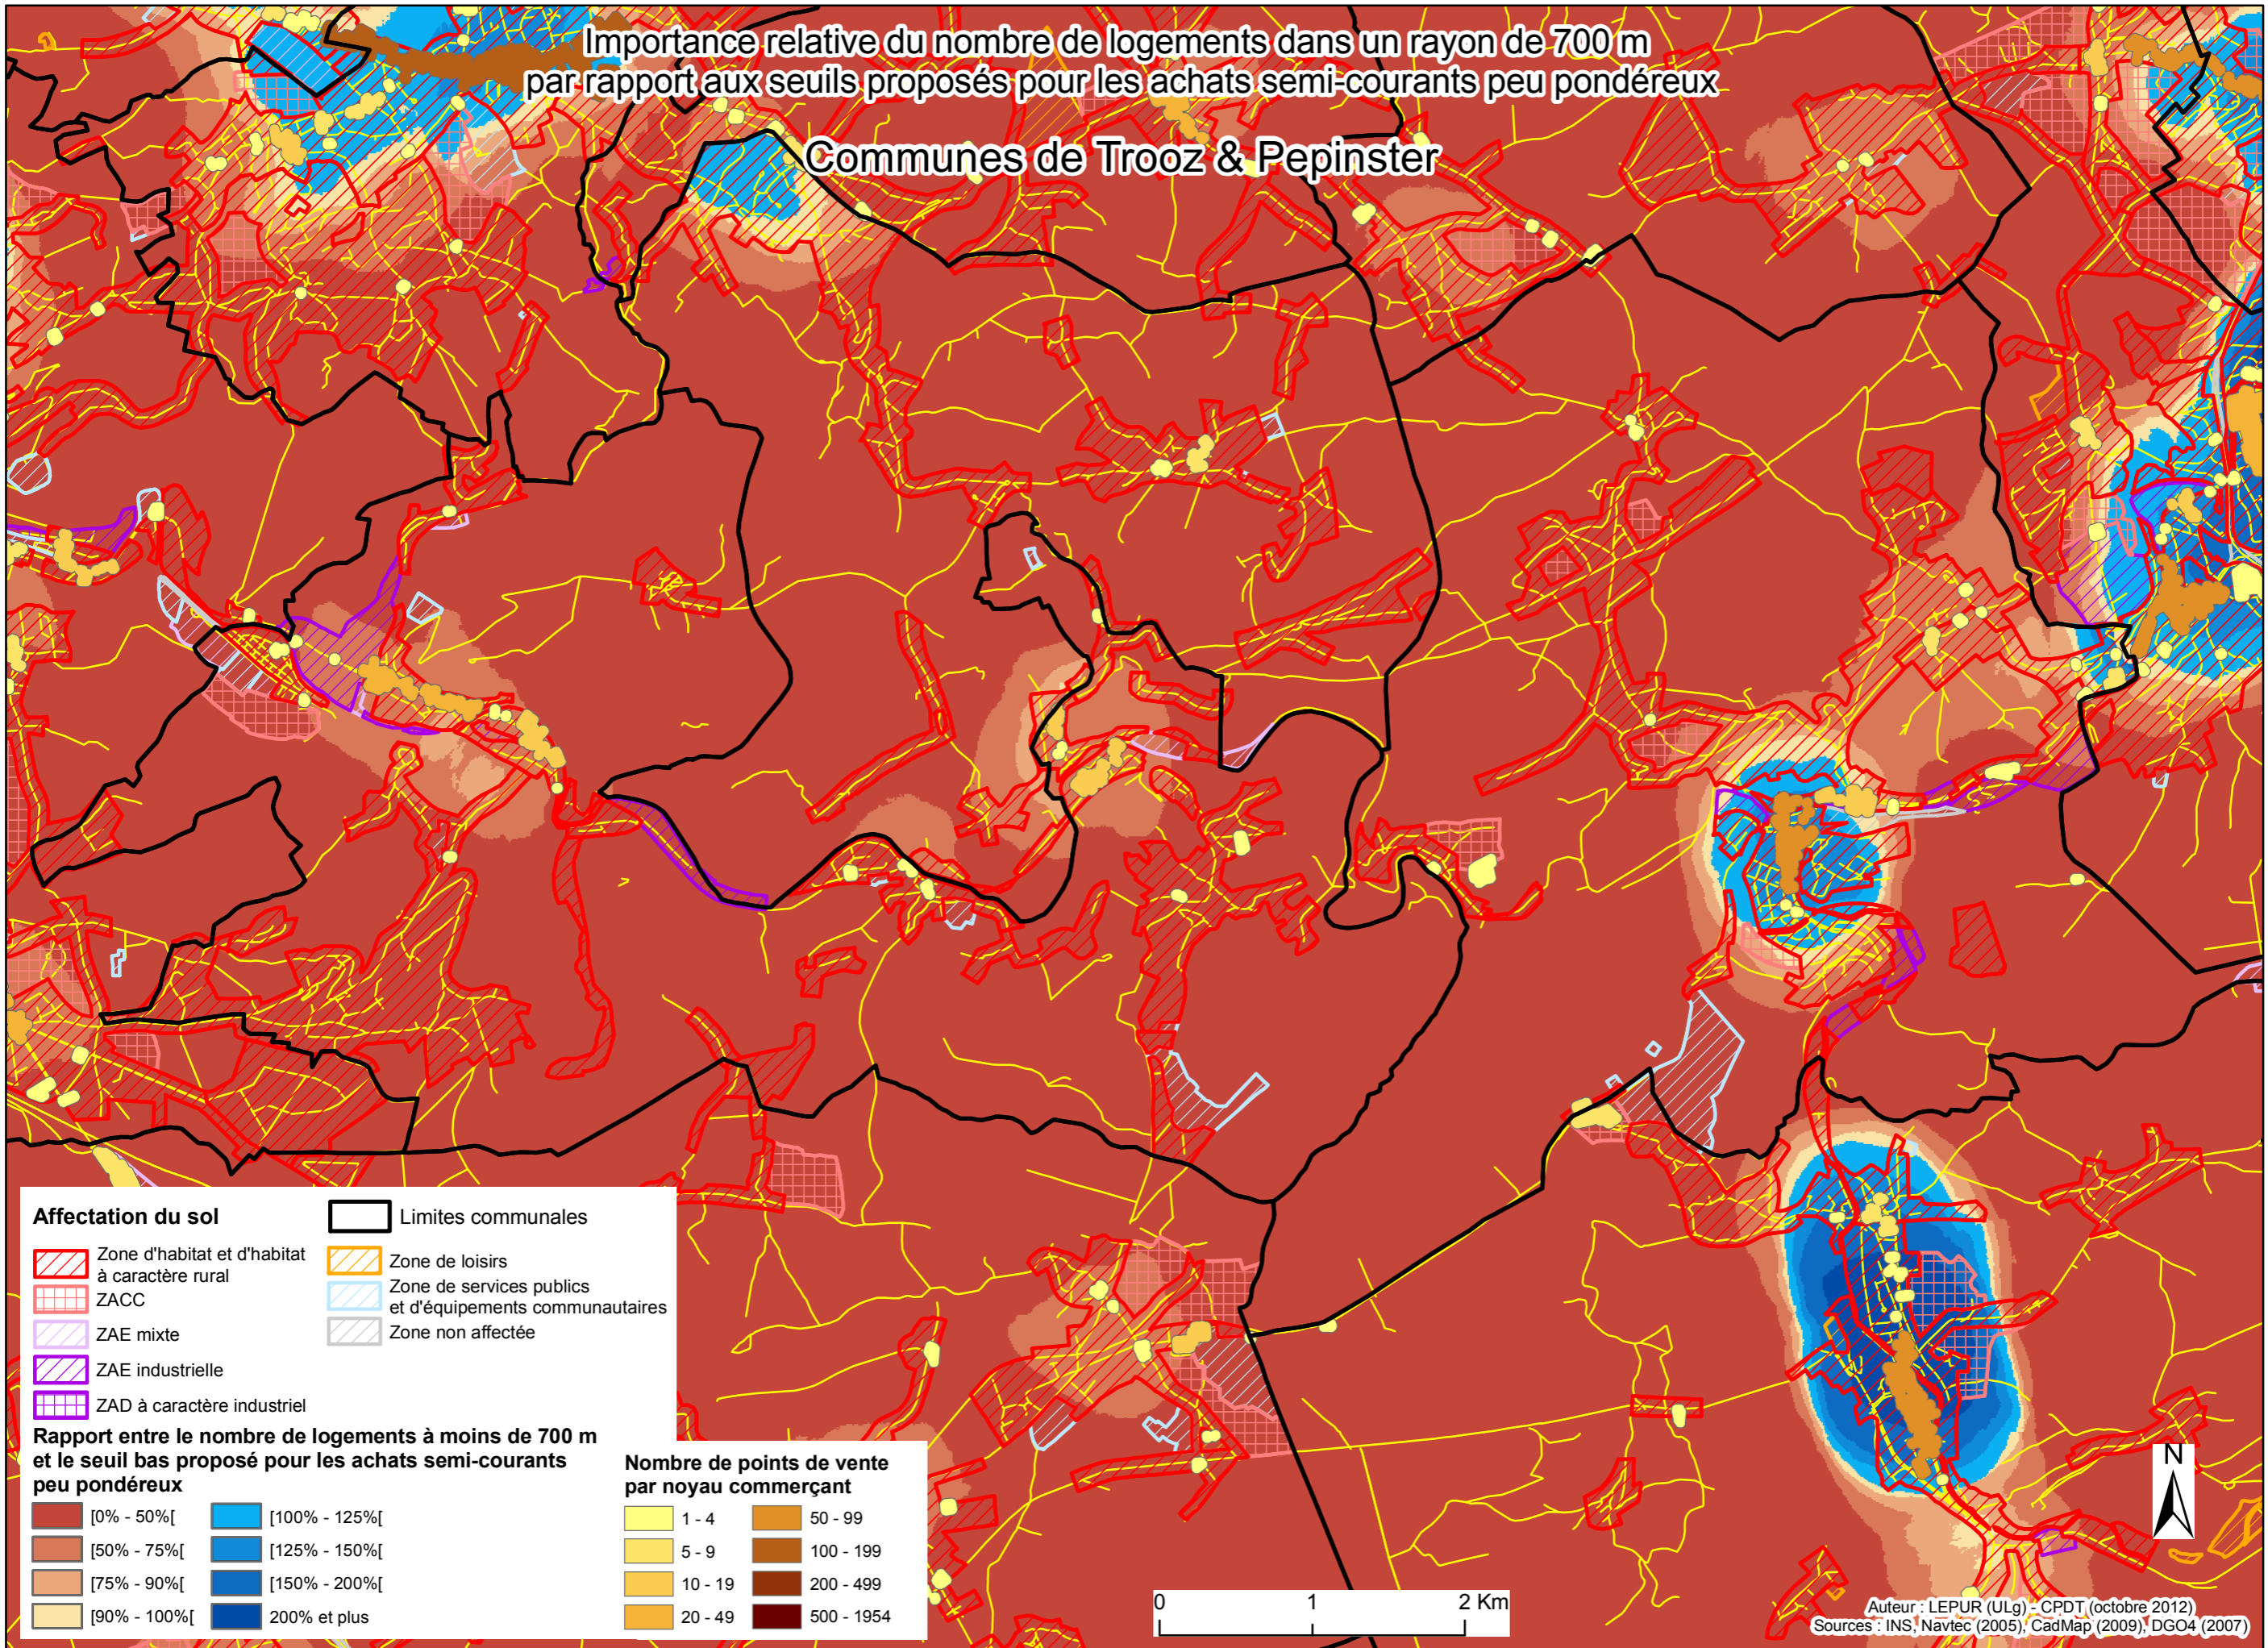 Importance relative du nombre de logements dans un rayon de 700 m
par rapport aux seuils proposés pour les achats semi-courants peu pondéreux
Communes de Trooz & Pepinster
Affectation du sol
Zone d'habitat et d'habitat
à caractère rural
ZACC
ZAE mixte
ZAE industrielle
ZAD à caractère industriel
Limites communales
Zone de loisirs
Zone de services publics
et d'équipements communautaires
Zone non affectée
Rapport entre le nombre de logements à moins de 700 m
et le seuil bas proposé pour les achats semi-courants
peu pondéreux
[0% - 50%[
[50% - 75%[
[75% - 90%[
[90% - 100%[
[100% - 125%[
[125% - 150%[
[150% - 200%[
200% et plus
Nombre de points de vente
par noyau commerçant
1 - 4
5 - 9
10 - 19
20 - 49
50 - 99
100 - 199
200 - 499
500 - 1954
0 1 2 Km
N
Auteur : LEPUR (ULg) - CPDT (octobre 2012)
Sources : INS, Navtec (2005), CadMap (2009), DGO4 (2007)